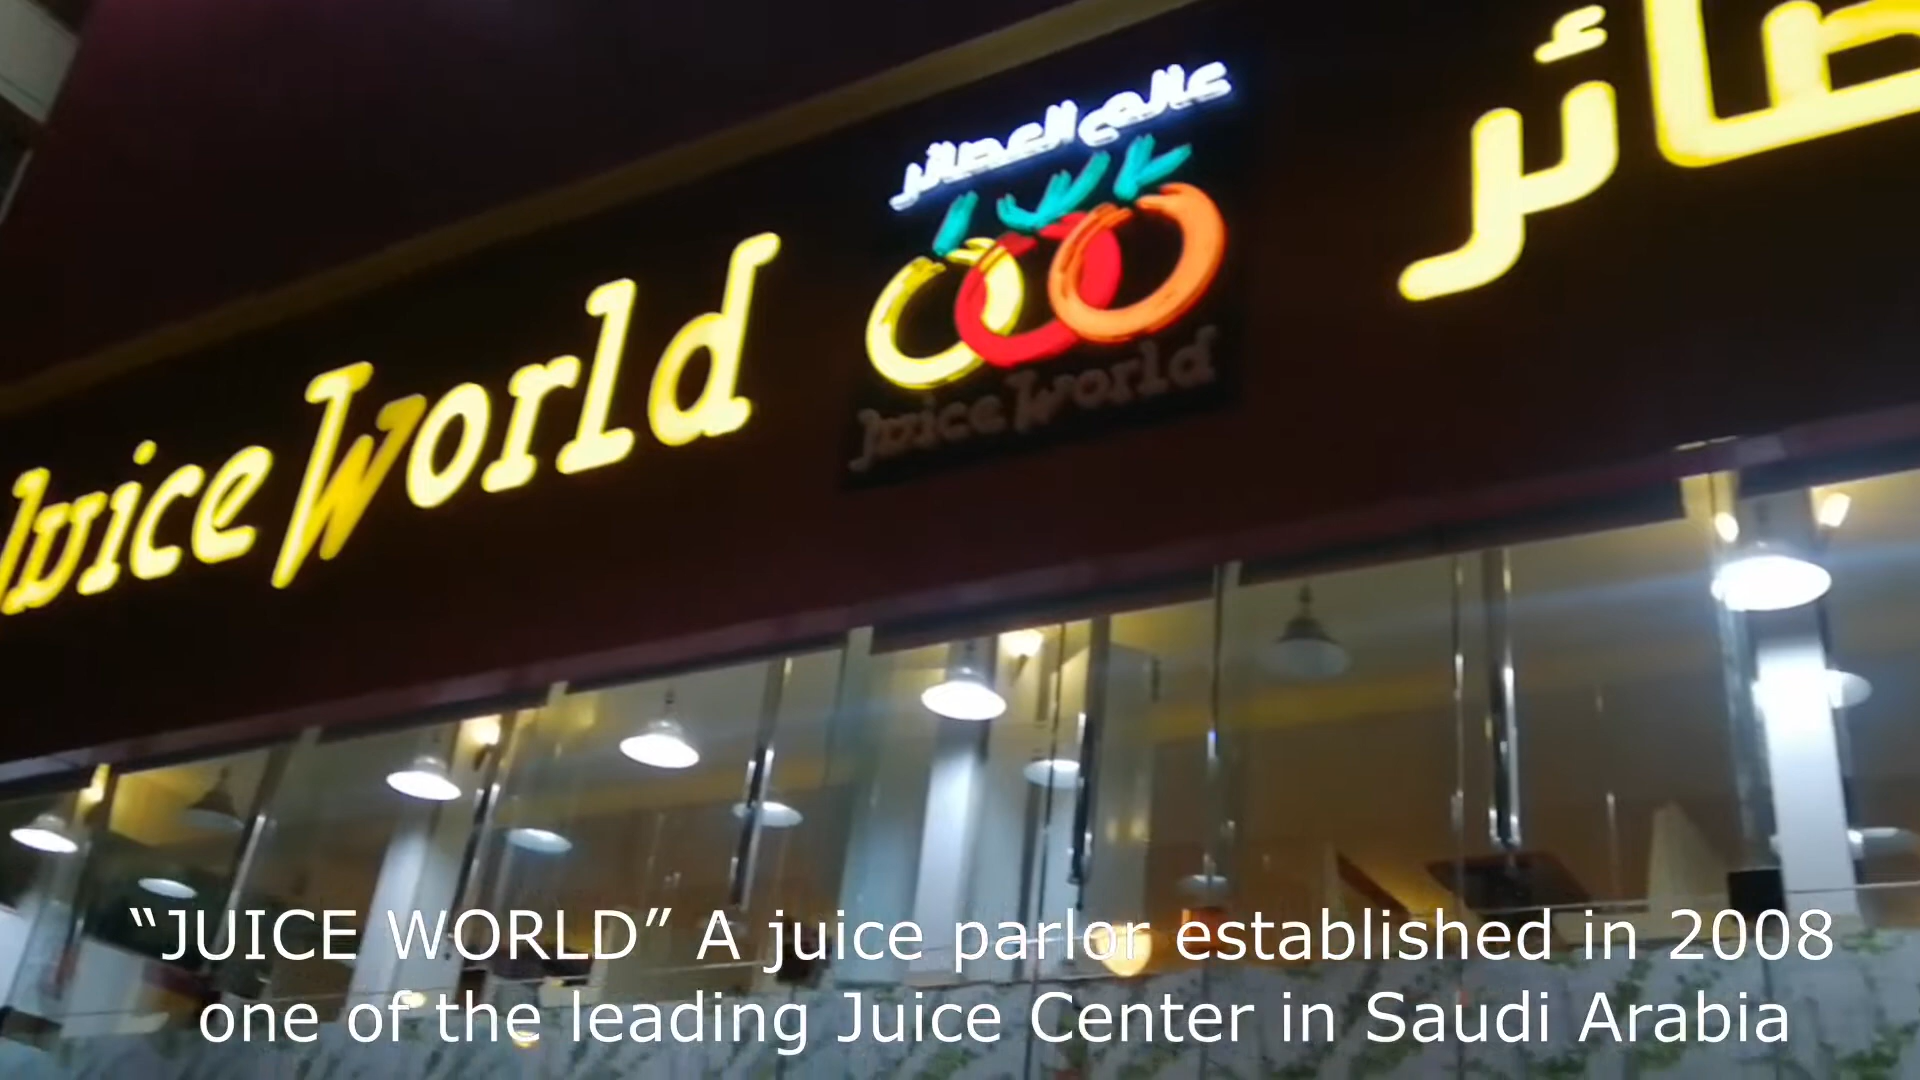 Juice World
عالم العصائر
Juice World
صائر
“JUICE WORLD” A juice parlor established in 2008
one of the leading Juice Center in Saudi Arabia